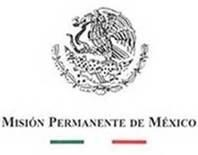 MISIÓN PERMANENTE DE MÉXICO